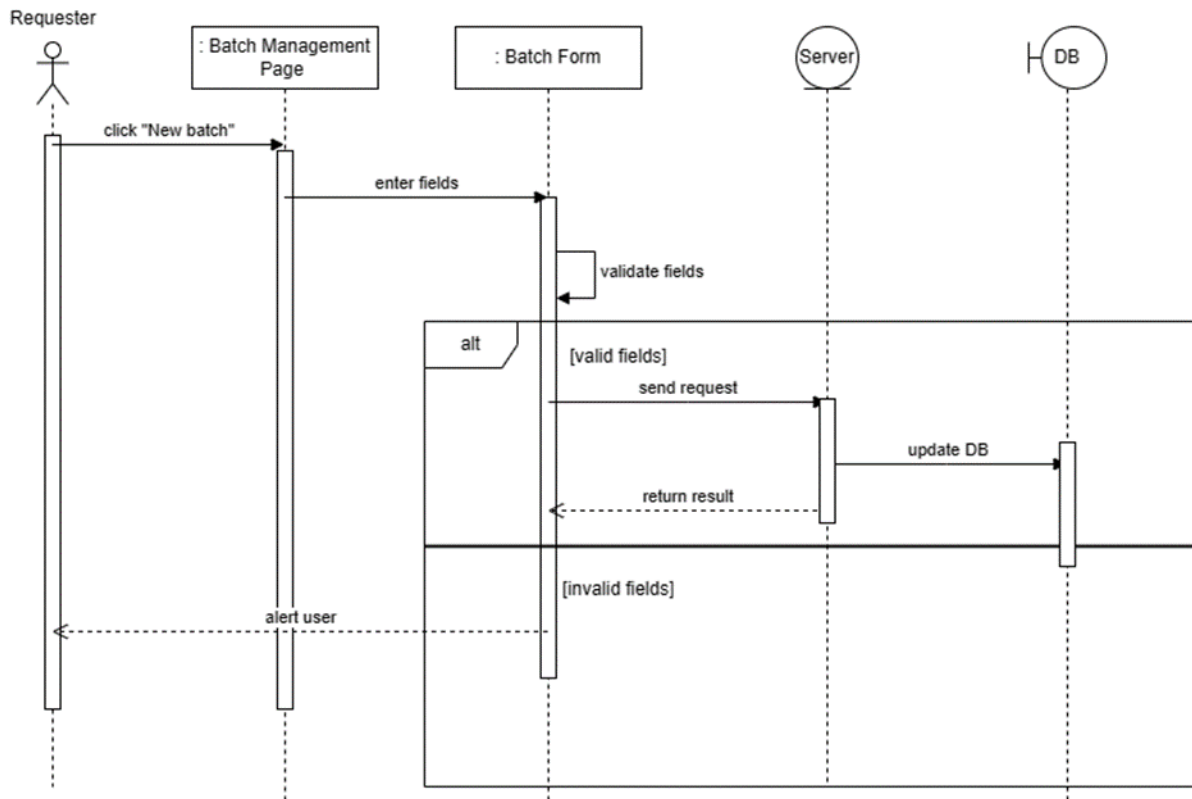 Requester
: Batch Management
Page
: Batch Form
Server
DB
click "New batch"
enter fields
validate fields
alt
[valid fields]
send request
update DB
return result
[invalid fields]
alert user